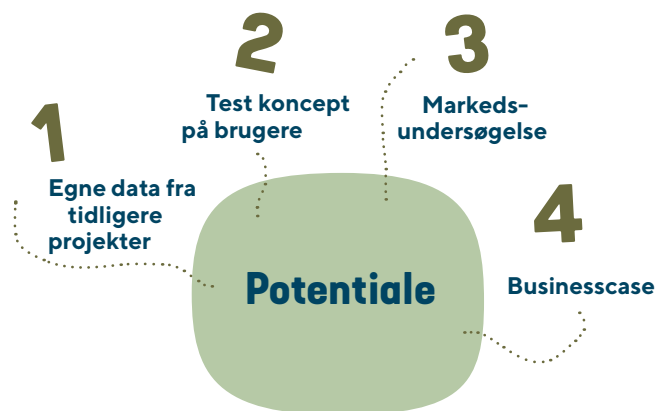 1
Egne data fra
tidligere
projekter
2
Test koncept
på brugere
3
Markeds-
undersøgelse
4
Businesscase
Potentiale